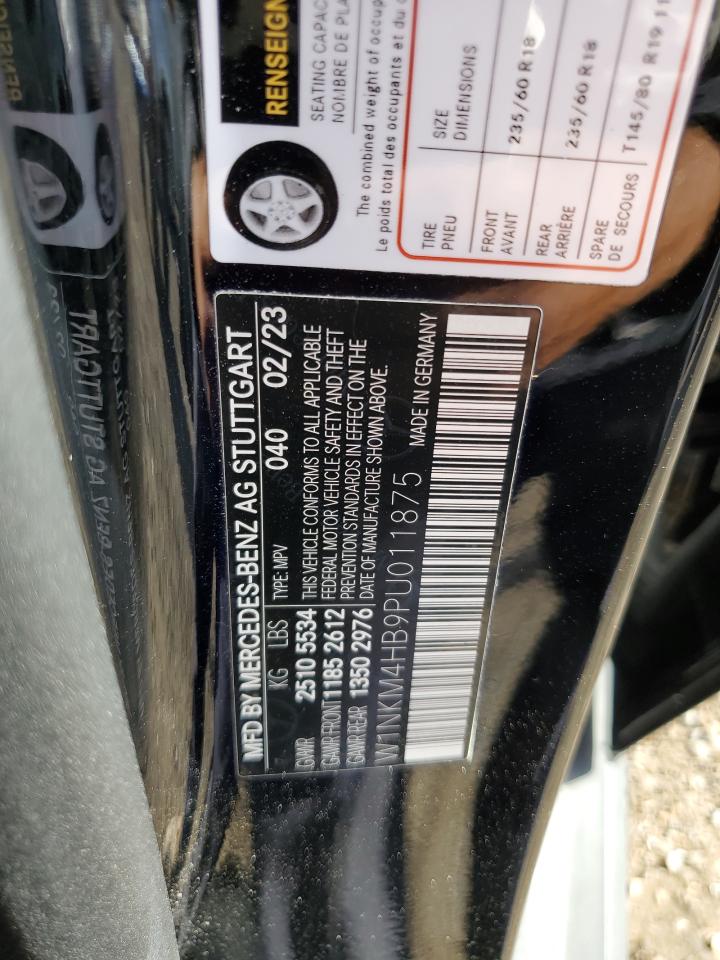 RENSEIGN
SEATING CAPAC
NOMBRE DE PLA
The combined weight of occup
Le poids total des occupants et du c
TIRE SIZE
PNEU DIMENSIONS
FRONT 235/60 R18
AVANT
REAR 235/60 R18
ARRIÈRE
SPARE T145/80 R19 11
DE SECOURS
MFD BY MERCEDES-BENZ AG STUTTGART
KG LBS TYPE: MPV 040 02/23
GAWR 2510 5534 THIS VEHICLE CONFORMS TO ALL APPLICABLE
GAWR FRONT 1185 2612 FEDERAL MOTOR VEHICLE SAFETY AND THEFT
GAWR REAR 1350 2976 PREVENTION STANDARDS IN EFFECT ON THE
DATE OF MANUFACTURE SHOWN ABOVE.
W1NKM4HB9PU011875 MADE IN GERMANY